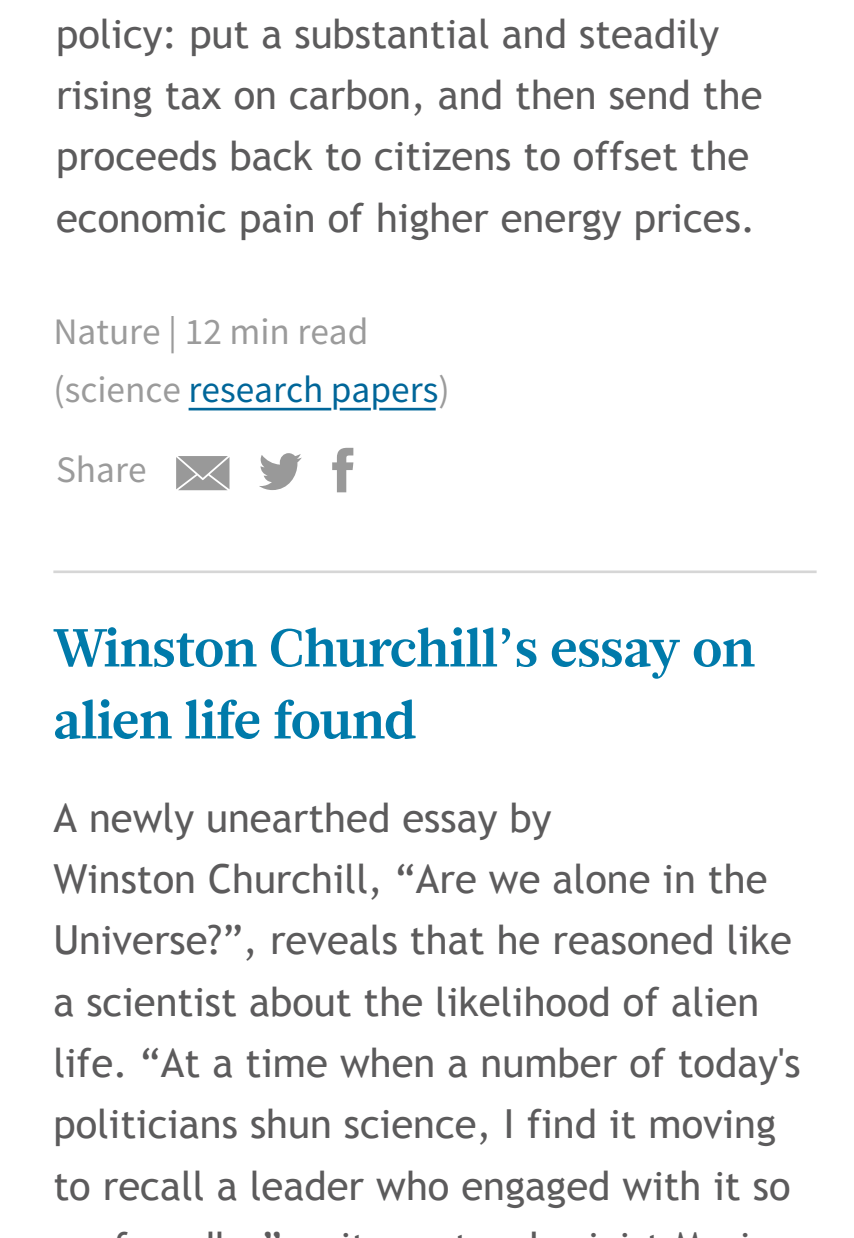 policy: put a substantial and steadily
rising tax on carbon, and then send the
proceeds back to citizens to offset the
economic pain of higher energy prices.
Nature | 12 min read
(science research papers)
Share
Winston Churchill’s essay on
alien life found
A newly unearthed essay by
Winston Churchill, “Are we alone in the
Universe?”, reveals that he reasoned like
a scientist about the likelihood of alien
life. “At a time when a number of today's
politicians shun science, I find it moving
to recall a leader who engaged with it so